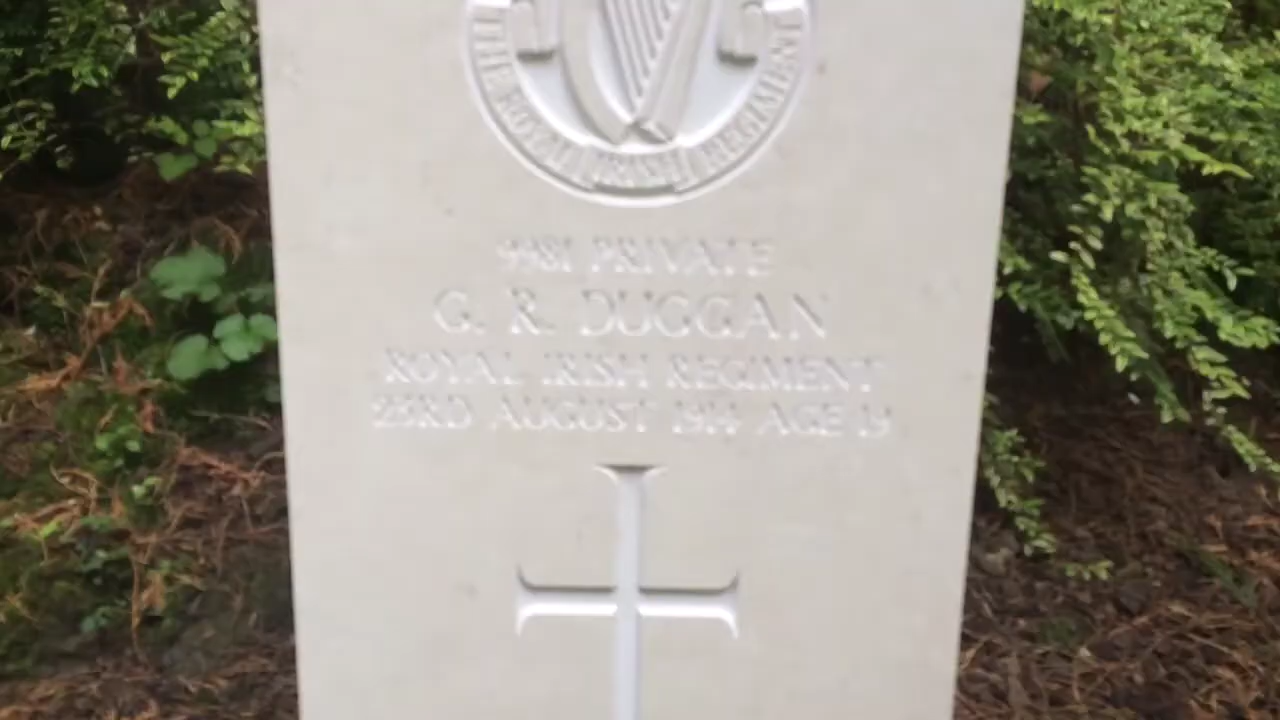 THE ROYAL IRISH REGIMENT
9981 PRIVATE
G. R. DUGGAN
ROYAL IRISH REGIMENT
23RD AUGUST 1914 AGE 19